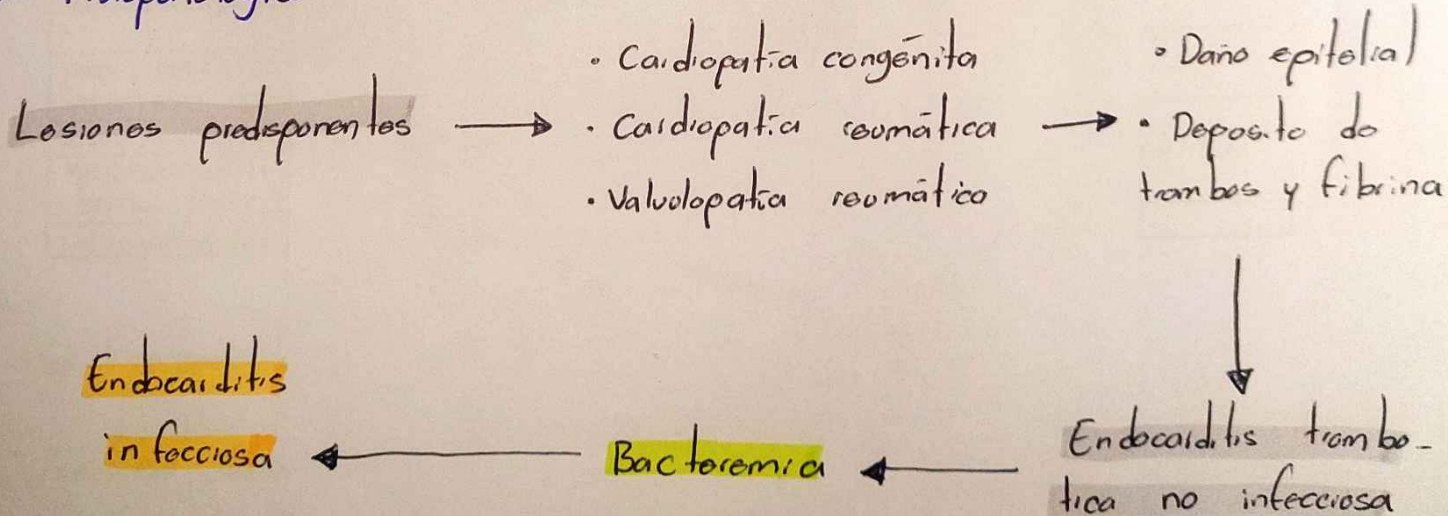 Fisiopatología
Lesiones predisponentes
• Cardiopatía congénita
• Cardiopatía reumática
• Valvulopatía reumático
• Daño epitelial
• Deposito de
trombos y fibrina
Endocarditis trombo-
tica no infecciosa
Bacteremia
Endocarditis
infecciosa